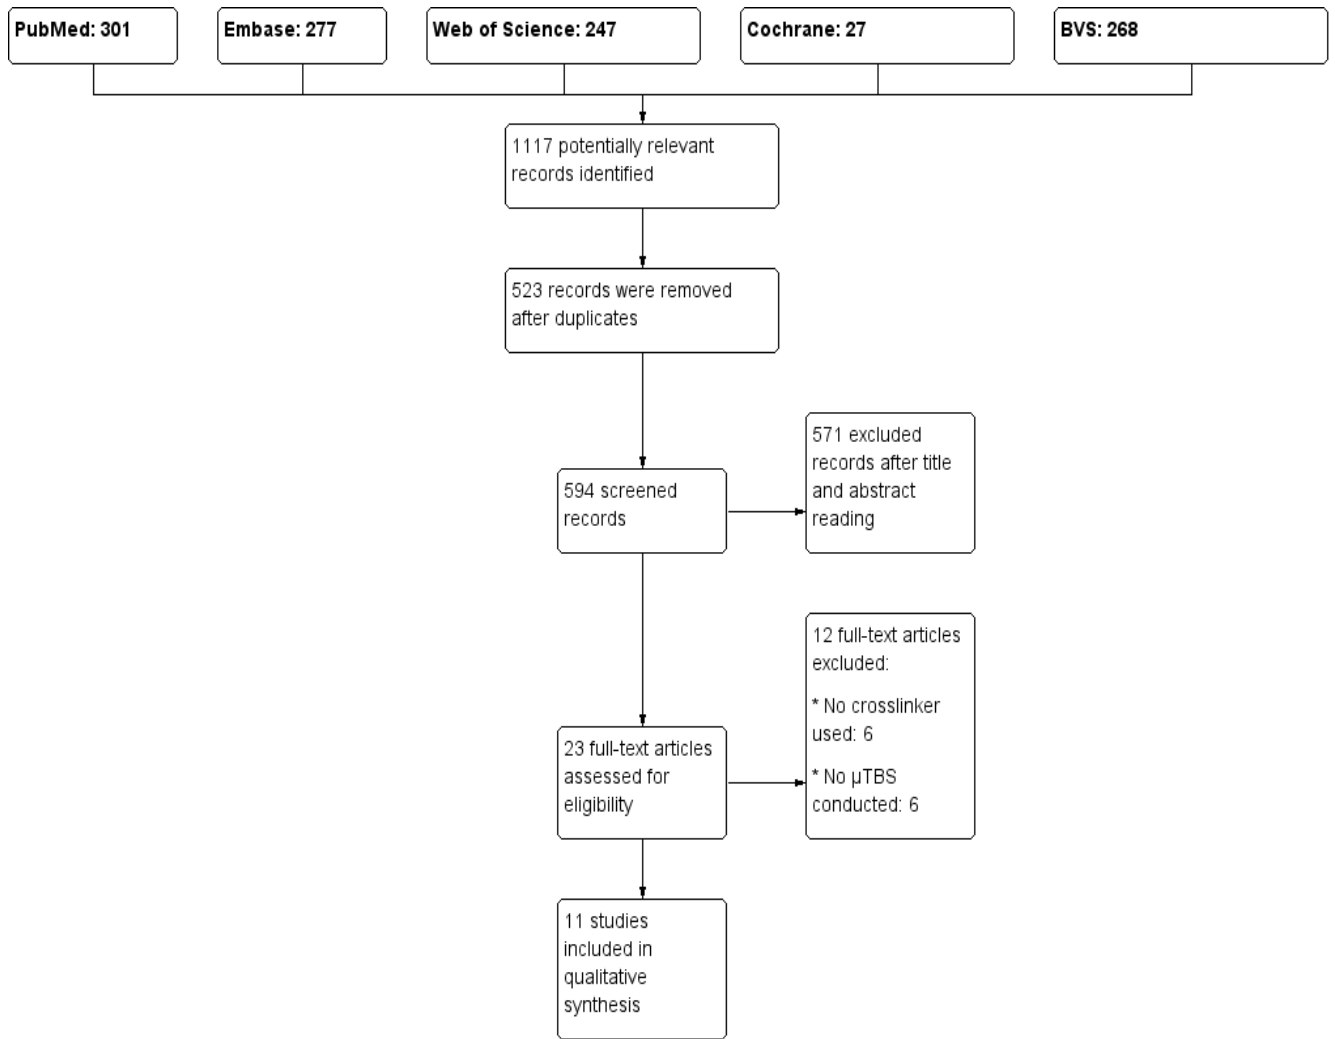 PubMed: 301
Embase: 277
Web of Science: 247
Cochrane: 27
BVS: 268
1117 potentially relevant
records identified
523 records were removed
after duplicates
594 screened
records
571 excluded
records after title
and abstract
reading
23 full-text articles
assessed for
eligibility
12 full-text articles
excluded:
* No crosslinker
used: 6
* No µTBS
conducted: 6
11 studies
included in
qualitative
synthesis